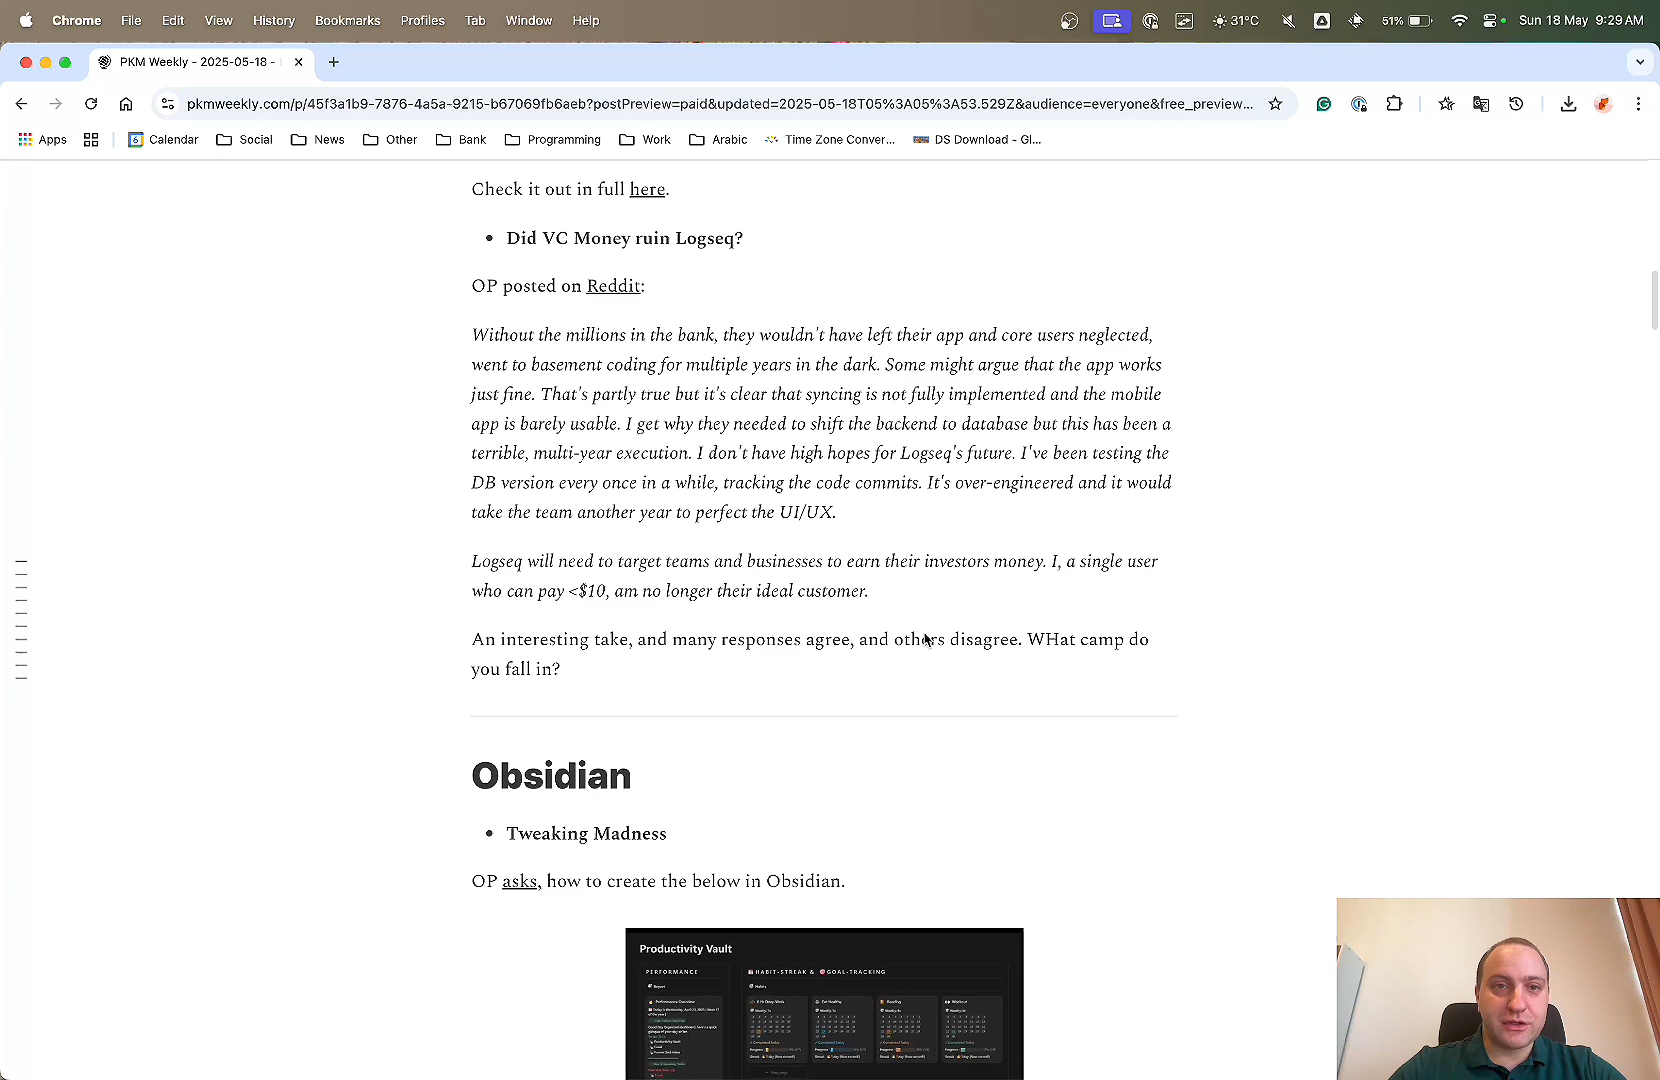 Chrome File Edit View History Bookmarks Profiles Tab Window Help 31°C 51% Sun 18 May 9:29 AM
PKM Weekly - 2025-05-18 -
pkmweekly.com/p/45f3a1b9-7876-4a5a-9215-b67069fb6aeb?postPreview=paid&updated=2025-05-18T05%3A05%3A53.529Z&audience=everyone&free_preview...
Apps Calendar Social News Other Bank Programming Work Arabic Time Zone Conver... DS Download - Gl...
Check it out in full here.
• Did VC Money ruin Logseq?
OP posted on Reddit:
Without the millions in the bank, they wouldn't have left their app and core users neglected,
went to basement coding for multiple years in the dark. Some might argue that the app works
just fine. That's partly true but it's clear that syncing is not fully implemented and the mobile
app is barely usable. I get why they needed to shift the backend to database but this has been a
terrible, multi-year execution. I don't have high hopes for Logseq's future. I've been testing the
DB version every once in a while, tracking the code commits. It's over-engineered and it would
take the team another year to perfect the UI/UX.
Logseq will need to target teams and businesses to earn their investors money. I, a single user
who can pay <$10, am no longer their ideal customer.
An interesting take, and many responses agree, and others disagree. WHat camp do
you fall in?
Obsidian
• Tweaking Madness
OP asks, how to create the below in Obsidian.
Productivity Vault
PERFORMANCE HABIT-STREAK & GOAL-TRACKING
Report Habits
Performance Overview Eat Healthy Reading Workout
Productivity Vault